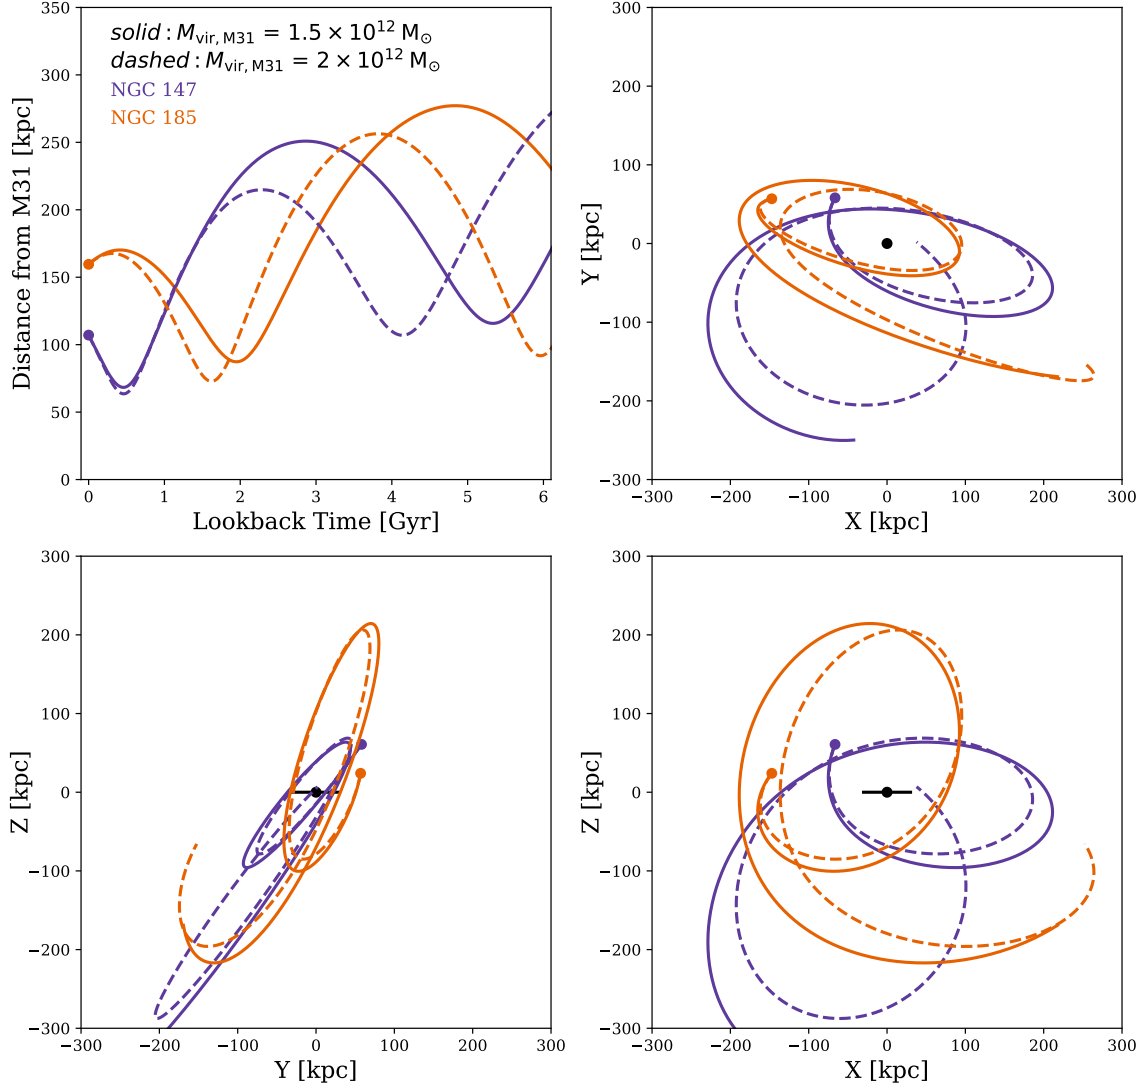 solid : M_vir, M31 = 1.5 × 10^12 M_⊙
dashed : M_vir, M31 = 2 × 10^12 M_⊙
NGC 147
NGC 185
Distance from M31 [kpc]
350
300
250
200
150
100
50
0
0 1 2 3 4 5 6
Lookback Time [Gyr]
Y [kpc]
300
200
100
0
−100
−200
−300
−300 −200 −100 0 100 200 300
X [kpc]
Z [kpc]
300
200
100
0
−100
−200
−300
−300 −200 −100 0 100 200 300
Y [kpc]
Z [kpc]
300
200
100
0
−100
−200
−300
−300 −200 −100 0 100 200 300
X [kpc]